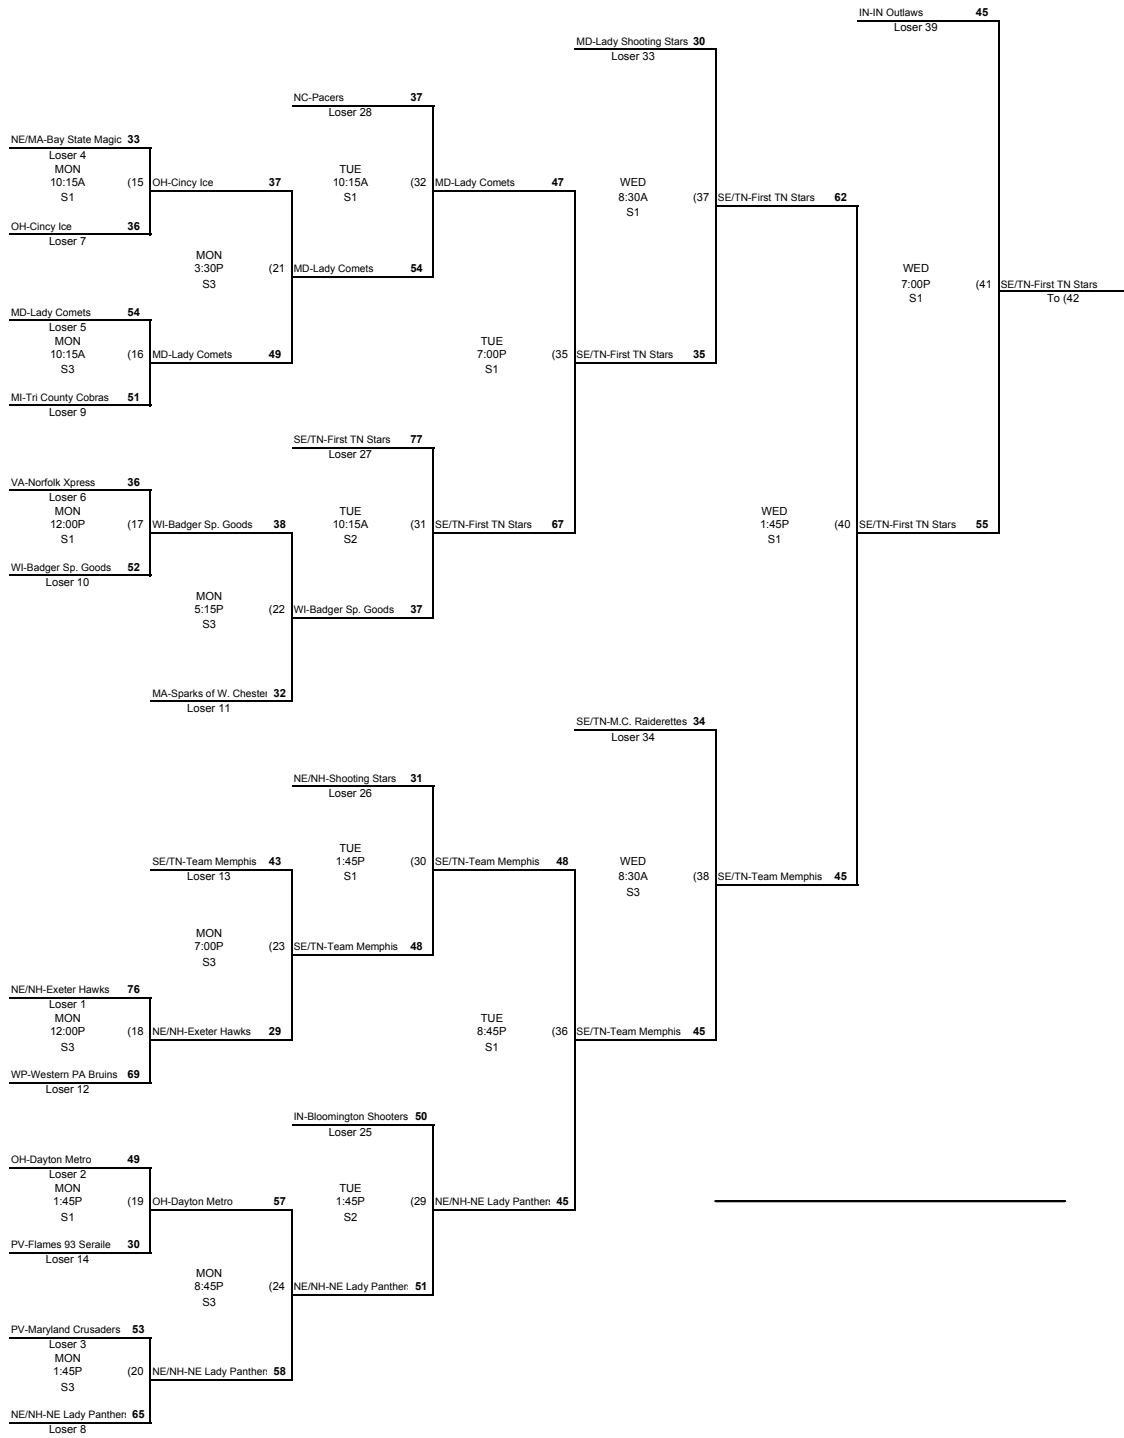 IN-IN Outlaws 45
Loser 39
MD-Lady Shooting Stars 30
Loser 33
NC-Pacers 37
Loser 28
NE/MA-Bay State Magic 33
Loser 4
MON
10:15A (15 OH-Cincy Ice 37
S1
OH-Cincy Ice 36
Loser 7
TUE
10:15A (32 MD-Lady Comets 47
S1
WED
8:30A (37 SE/TN-First TN Stars 62
S1
MON
3:30P (21 MD-Lady Comets 54
S3
WED
7:00P (41 SE/TN-First TN Stars
S1 To (42
MD-Lady Comets 54
Loser 5
MON
10:15A (16 MD-Lady Comets 49
S3
MI-Tri County Cobras 51
Loser 9
TUE
7:00P (35 SE/TN-First TN Stars 35
S1
SE/TN-First TN Stars 77
Loser 27
VA-Norfolk Xpress 36
Loser 6
MON
12:00P (17 WI-Badger Sp. Goods 38
S1
WI-Badger Sp. Goods 52
Loser 10
TUE
10:15A (31 SE/TN-First TN Stars 67
S2
WED
1:45P (40 SE/TN-First TN Stars 55
S1
MON
5:15P (22 WI-Badger Sp. Goods 37
S3
MA-Sparks of W. Chester 32
Loser 11
SE/TN-M.C. Raiderettes 34
Loser 34
NE/NH-Shooting Stars 31
Loser 26
SE/TN-Team Memphis 43
Loser 13
TUE
1:45P (30 SE/TN-Team Memphis 48
S1
WED
8:30A (38 SE/TN-Team Memphis 45
S3
MON
7:00P (23 SE/TN-Team Memphis 48
S3
NE/NH-Exeter Hawks 76
Loser 1
MON
12:00P (18 NE/NH-Exeter Hawks 29
S3
WP-Western PA Bruins 69
Loser 12
TUE
8:45P (36 SE/TN-Team Memphis 45
S1
IN-Bloomington Shooters 50
Loser 25
OH-Dayton Metro 49
Loser 2
MON
1:45P (19 OH-Dayton Metro 57
S1
PV-Flames 93 Seraile 30
Loser 14
TUE
1:45P (29 NE/NH-NE Lady Panthers 45
S2
MON
8:45P (24 NE/NH-NE Lady Panther 51
S3
PV-Maryland Crusaders 53
Loser 3
MON
1:45P (20 NE/NH-NE Lady Panthers 58
S3
NE/NH-NE Lady Panthers 65
Loser 8